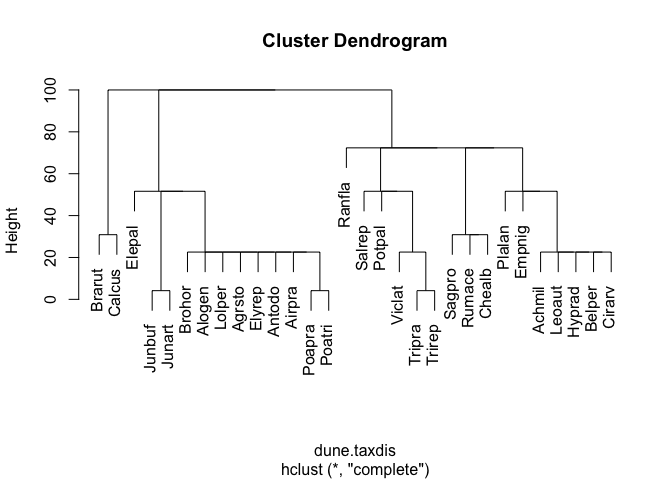 Cluster Dendrogram
Height
100
80
60
40
20
0
Brarut
Calcus
Elepal
Junbuf
Junart
Brohor
Alogen
Lolper
Agrsto
Elyrep
Antodo
Airpra
Poapra
Poatri
Ranfla
Salrep
Potpal
Viclat
Tripra
Trirep
Sagpro
Rumace
Chealb
Plalan
Empnig
Achmil
Leoaut
Hyprad
Belper
Cirarv
dune.taxdis
hclust (*, "complete")